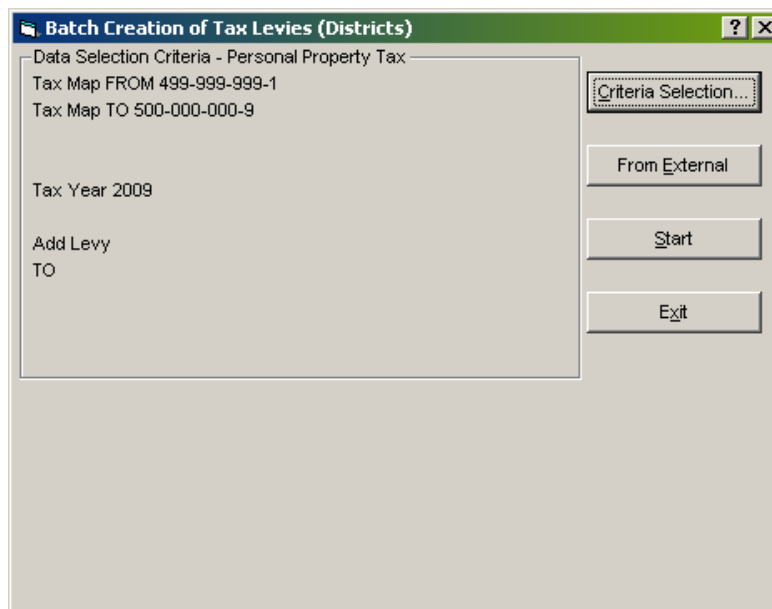 Batch Creation of Tax Levies (Districts)
Data Selection Criteria - Personal Property Tax
Tax Map FROM 499-999-999-1
Tax Map TO 500-000-000-9
Tax Year 2009
Add Levy
TO
Criteria Selection...
From External
Start
Exit